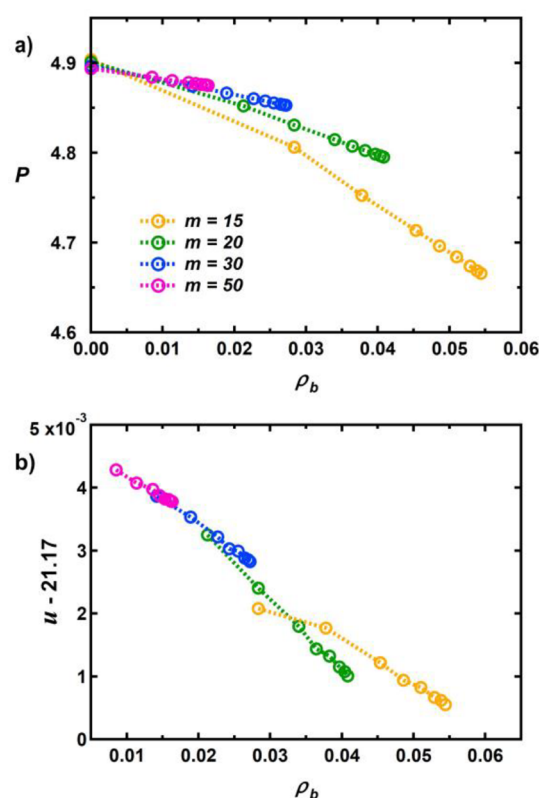 a)
4.9
4.8
P
4.7
4.6
m = 15
m = 20
m = 30
m = 50
0.00 0.01 0.02 0.03 0.04 0.05 0.06
ρb
b)
5 x10-3
4
3
u - 21.17
2
1
0
0.01 0.02 0.03 0.04 0.05 0.06
ρb